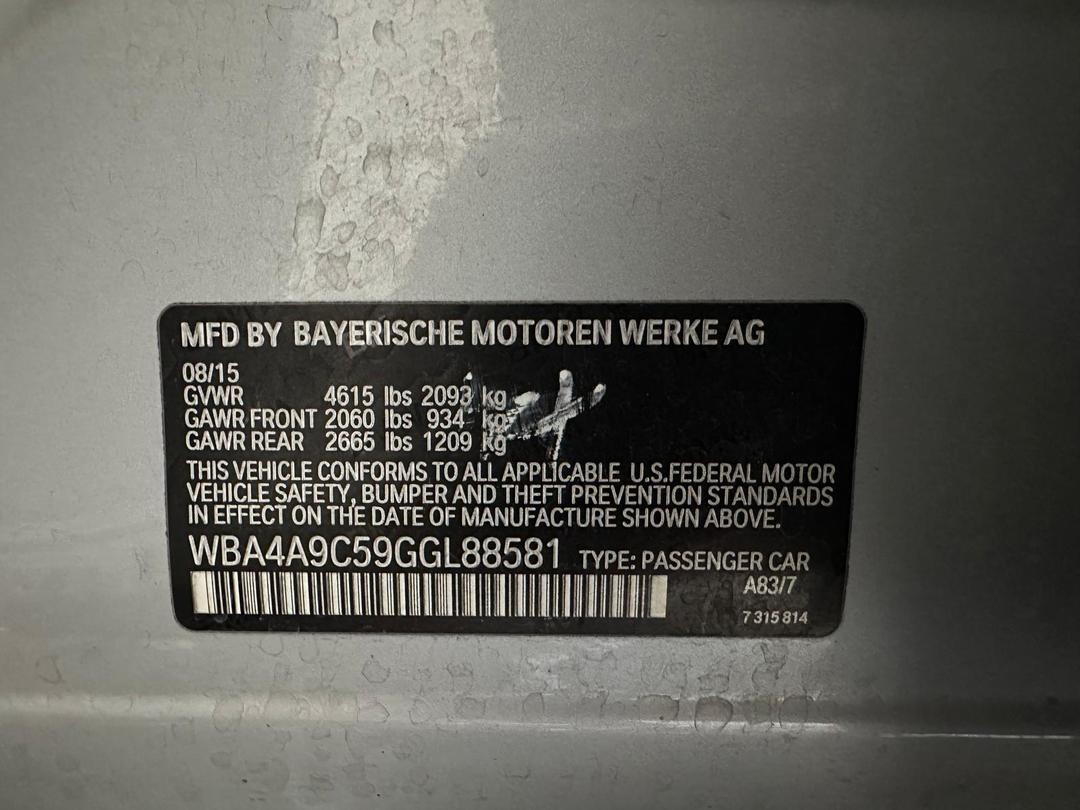 MFD BY BAYERISCHE MOTOREN WERKE AG
08/15
GVWR 4615 lbs 2093 kg
GAWR FRONT 2060 lbs 934 kg
GAWR REAR 2665 lbs 1209 kg
THIS VEHICLE CONFORMS TO ALL APPLICABLE U.S.FEDERAL MOTOR
VEHICLE SAFETY, BUMPER AND THEFT PREVENTION STANDARDS
IN EFFECT ON THE DATE OF MANUFACTURE SHOWN ABOVE.
WBA4A9C59GGL88581 TYPE: PASSENGER CAR
A83/7
7 315 814